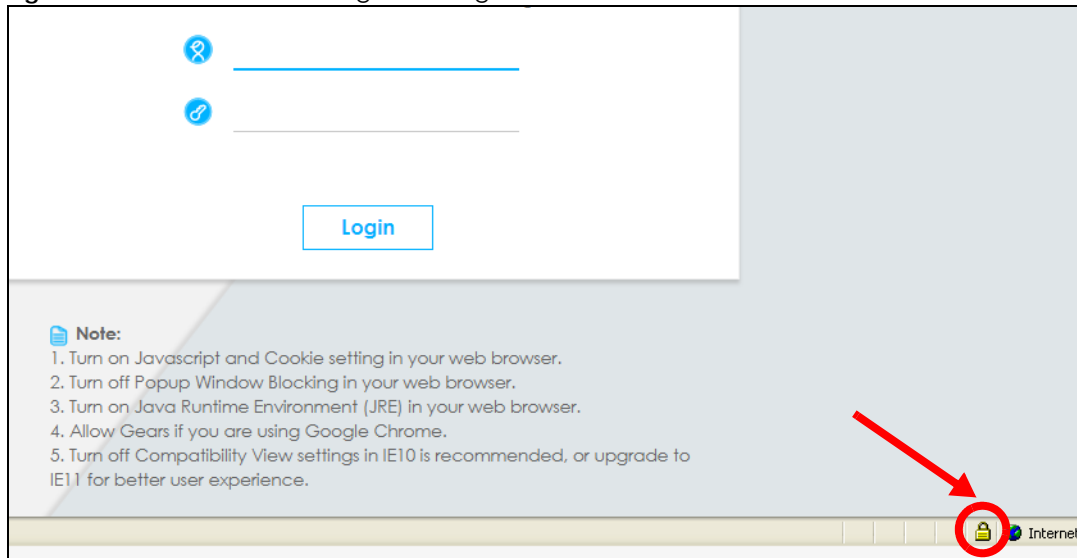 Login
Note:
1. Turn on Javascript and Cookie setting in your web browser.
2. Turn off Popup Window Blocking in your web browser.
3. Turn on Java Runtime Environment (JRE) in your web browser.
4. Allow Gears if you are using Google Chrome.
5. Turn off Compatibility View settings in IE10 is recommended, or upgrade to
IE11 for better user experience.
Internet